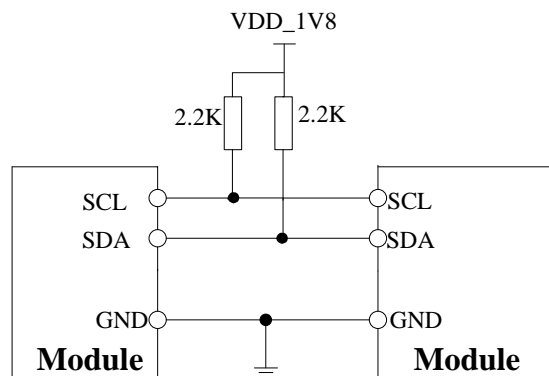 VDD_1V8
2.2K 2.2K
SCL SCL
SDA SDA
GND GND
Module Module